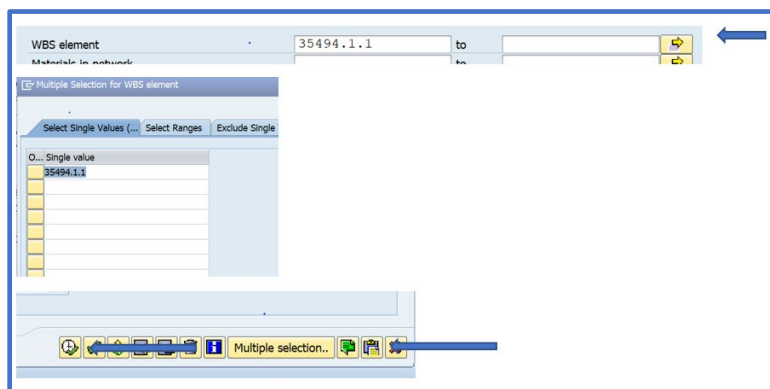 WBS element 35494.1.1 to
Materials in network to
Multiple Selection for WBS element
Select Single Values (... Select Ranges Exclude Single
O... Single value
35494.1.1
Multiple selection..